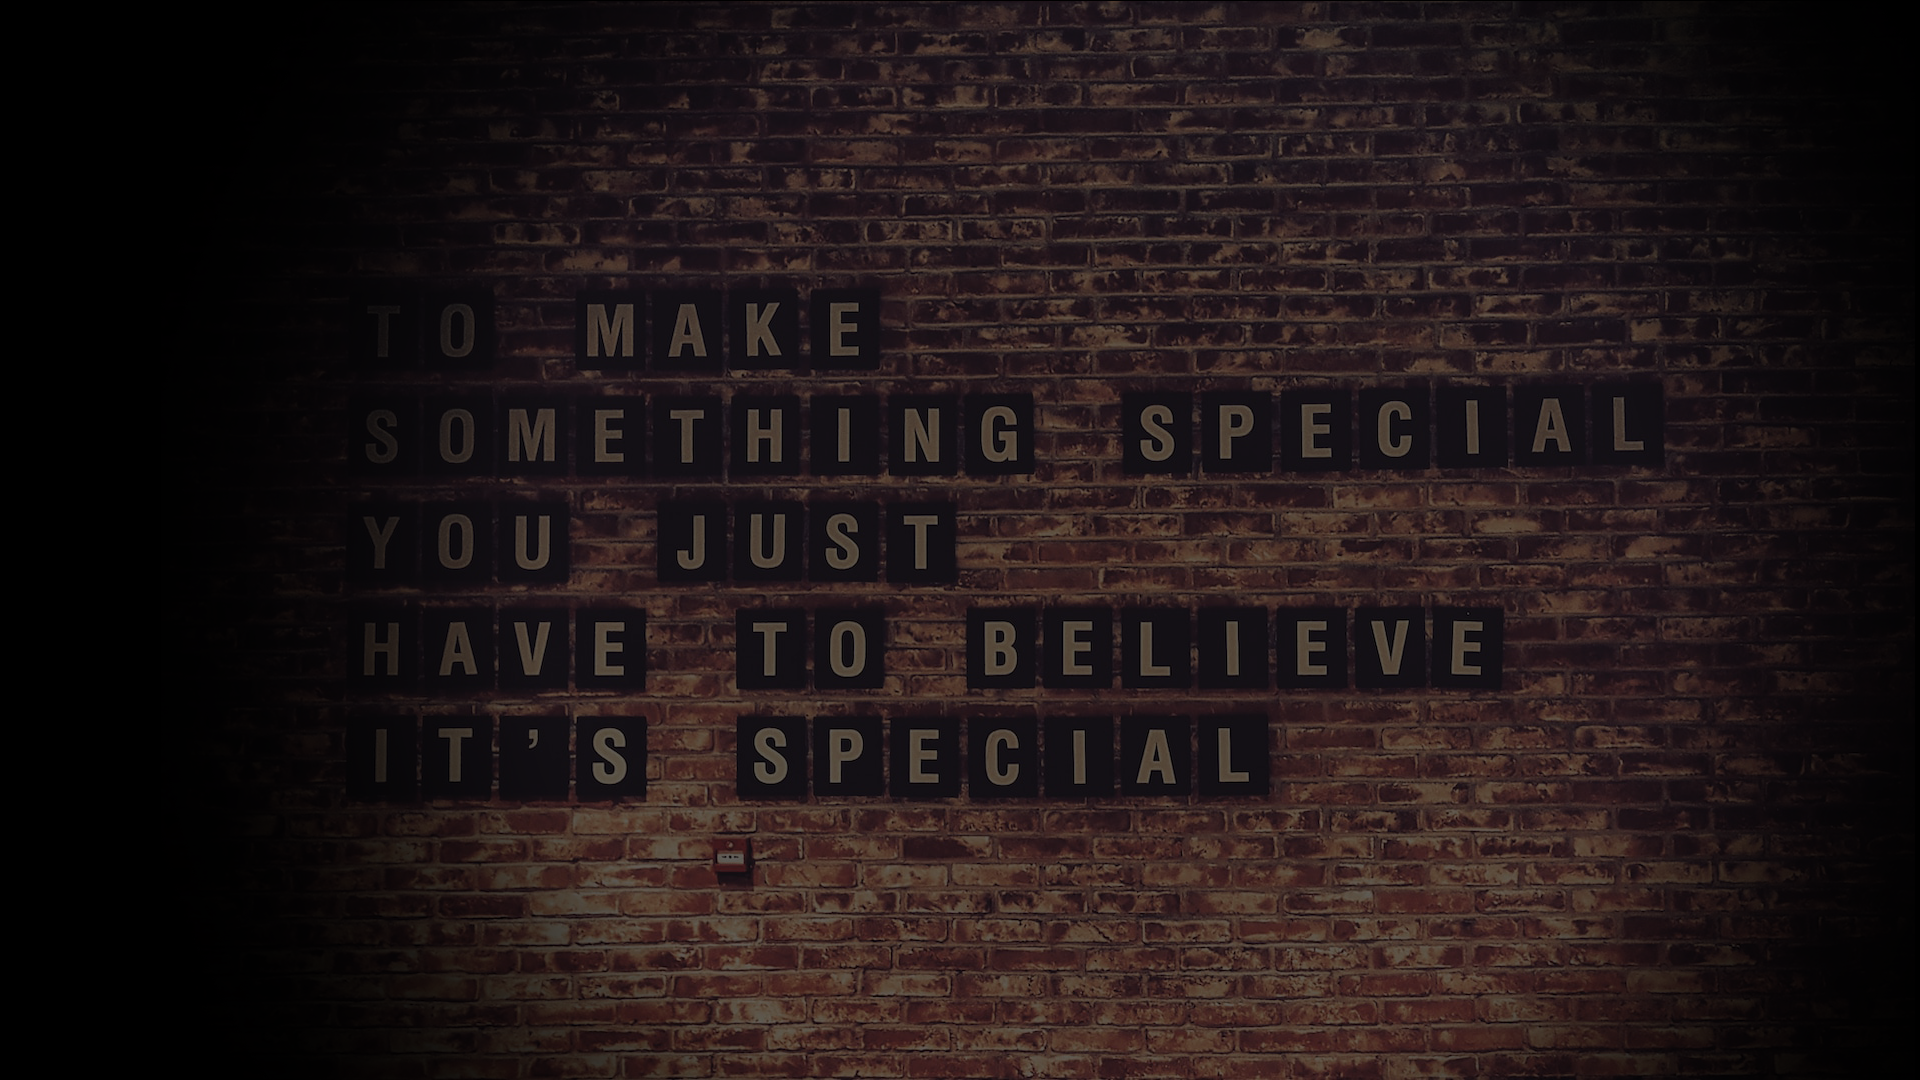 TO MAKE
SOMETHING SPECIAL
YOU JUST
HAVE TO BELIEVE
IT'S SPECIAL